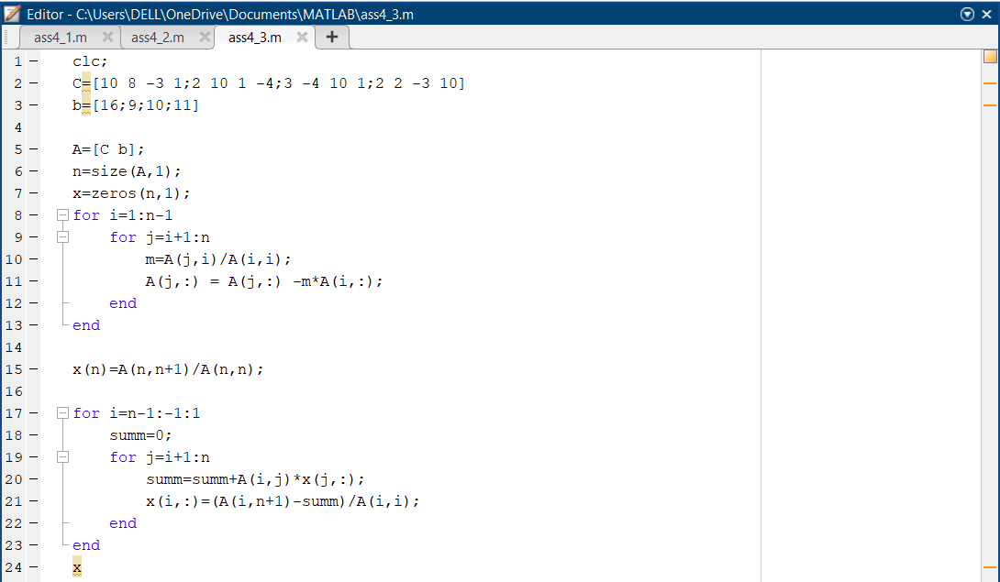 Editor - C:\Users\DELL\OneDrive\Documents\MATLAB\ass4_3.m
ass4_1.m ass4_2.m ass4_3.m +
1 - clc;
2 - C=[10 8 -3 1;2 10 1 -4;3 -4 10 1;2 2 -3 10]
3 - b=[16;9;10;11]
4
5 - A=[C b];
6 - n=size(A,1);
7 - x=zeros(n,1);
8 - for i=1:n-1
9 - for j=i+1:n
10 - m=A(j,i)/A(i,i);
11 - A(j,:) = A(j,:) -m*A(i,:);
12 - end
13 - end
14
15 - x(n)=A(n,n+1)/A(n,n);
16
17 - for i=n-1:-1:1
18 - summ=0;
19 - for j=i+1:n
20 - summ=summ+A(i,j)*x(j,:);
21 - x(i,:)=(A(i,n+1)-summ)/A(i,i);
22 - end
23 - end
24 - x